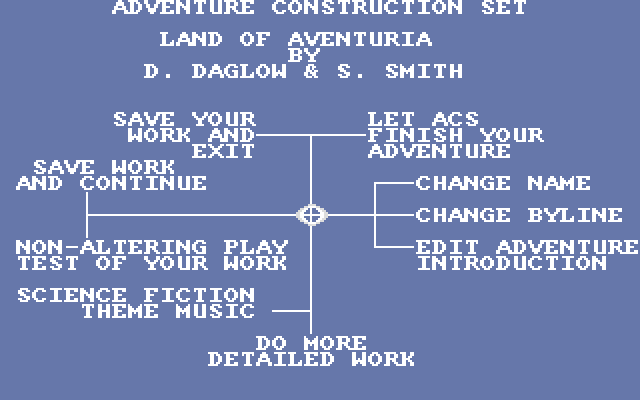 ADVENTURE CONSTRUCTION SET
LAND OF AVENTURIA
BY
D. DAGLOW & S. SMITH
SAVE YOUR
WORK AND
EXIT
LET ACS
FINISH YOUR
ADVENTURE
SAVE WORK
AND CONTINUE
CHANGE NAME
CHANGE BYLINE
NON-ALTERING PLAY
TEST OF YOUR WORK
EDIT ADVENTURE
INTRODUCTION
SCIENCE FICTION
THEME MUSIC
DO MORE
DETAILED WORK